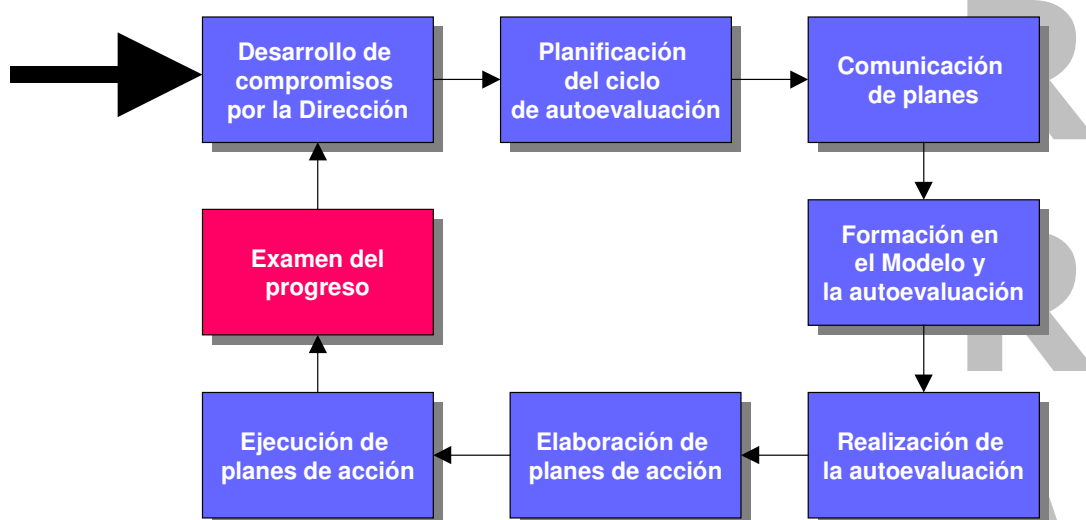 Desarrollo de
compromisos
por la Dirección
Planificación
del ciclo
de autoevaluación
Comunicación
de planes
Examen del
progreso
Formación en
el Modelo y
la autoevaluación
Ejecución de
planes de acción
Elaboración de
planes de acción
Realización de
la autoevaluación
R
R